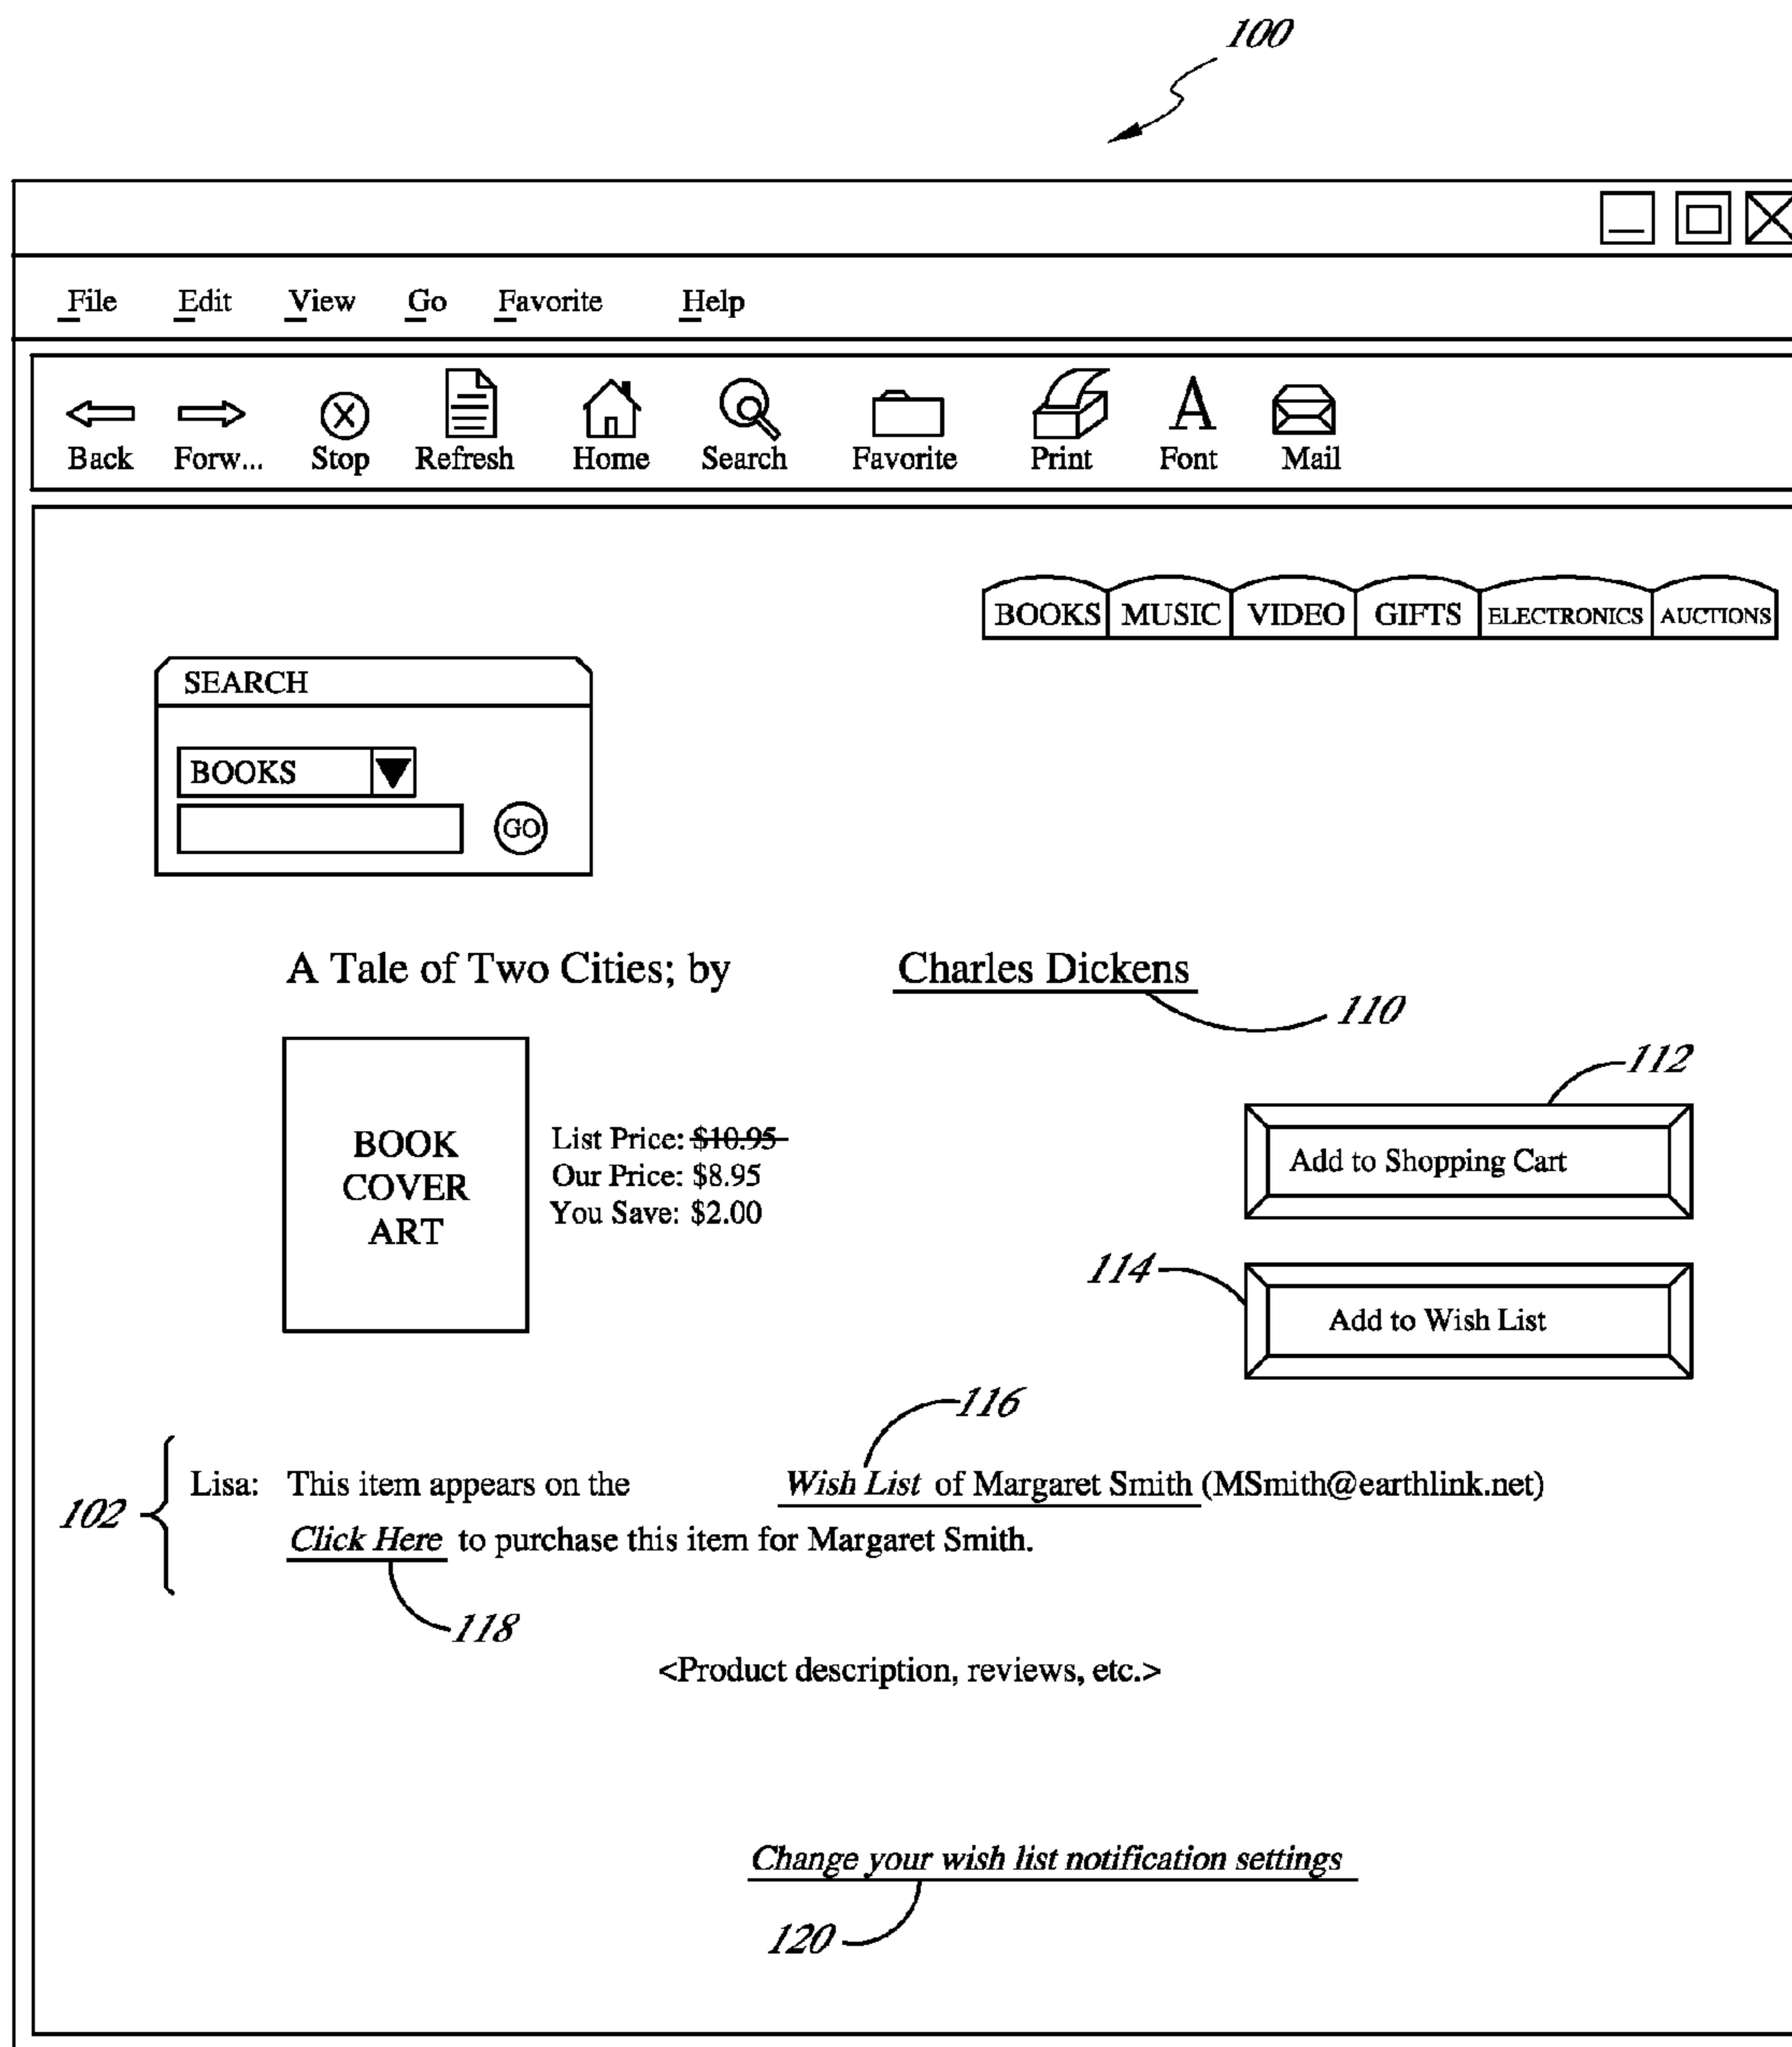 100
File Edit View Go Favorite Help
Back Forw... Stop Refresh Home Search Favorite Print Font Mail
BOOKS MUSIC VIDEO GIFTS ELECTRONICS AUCTIONS
SEARCH
BOOKS
GO
A Tale of Two Cities; by Charles Dickens
110
112
BOOK
COVER
ART
List Price: $10.95
Our Price: $8.95
You Save: $2.00
Add to Shopping Cart
114
Add to Wish List
116
102
Lisa: This item appears on the Wish List of Margaret Smith (MSmith@earthlink.net)
Click Here to purchase this item for Margaret Smith.
118
<Product description, reviews, etc.>
Change your wish list notification settings
120